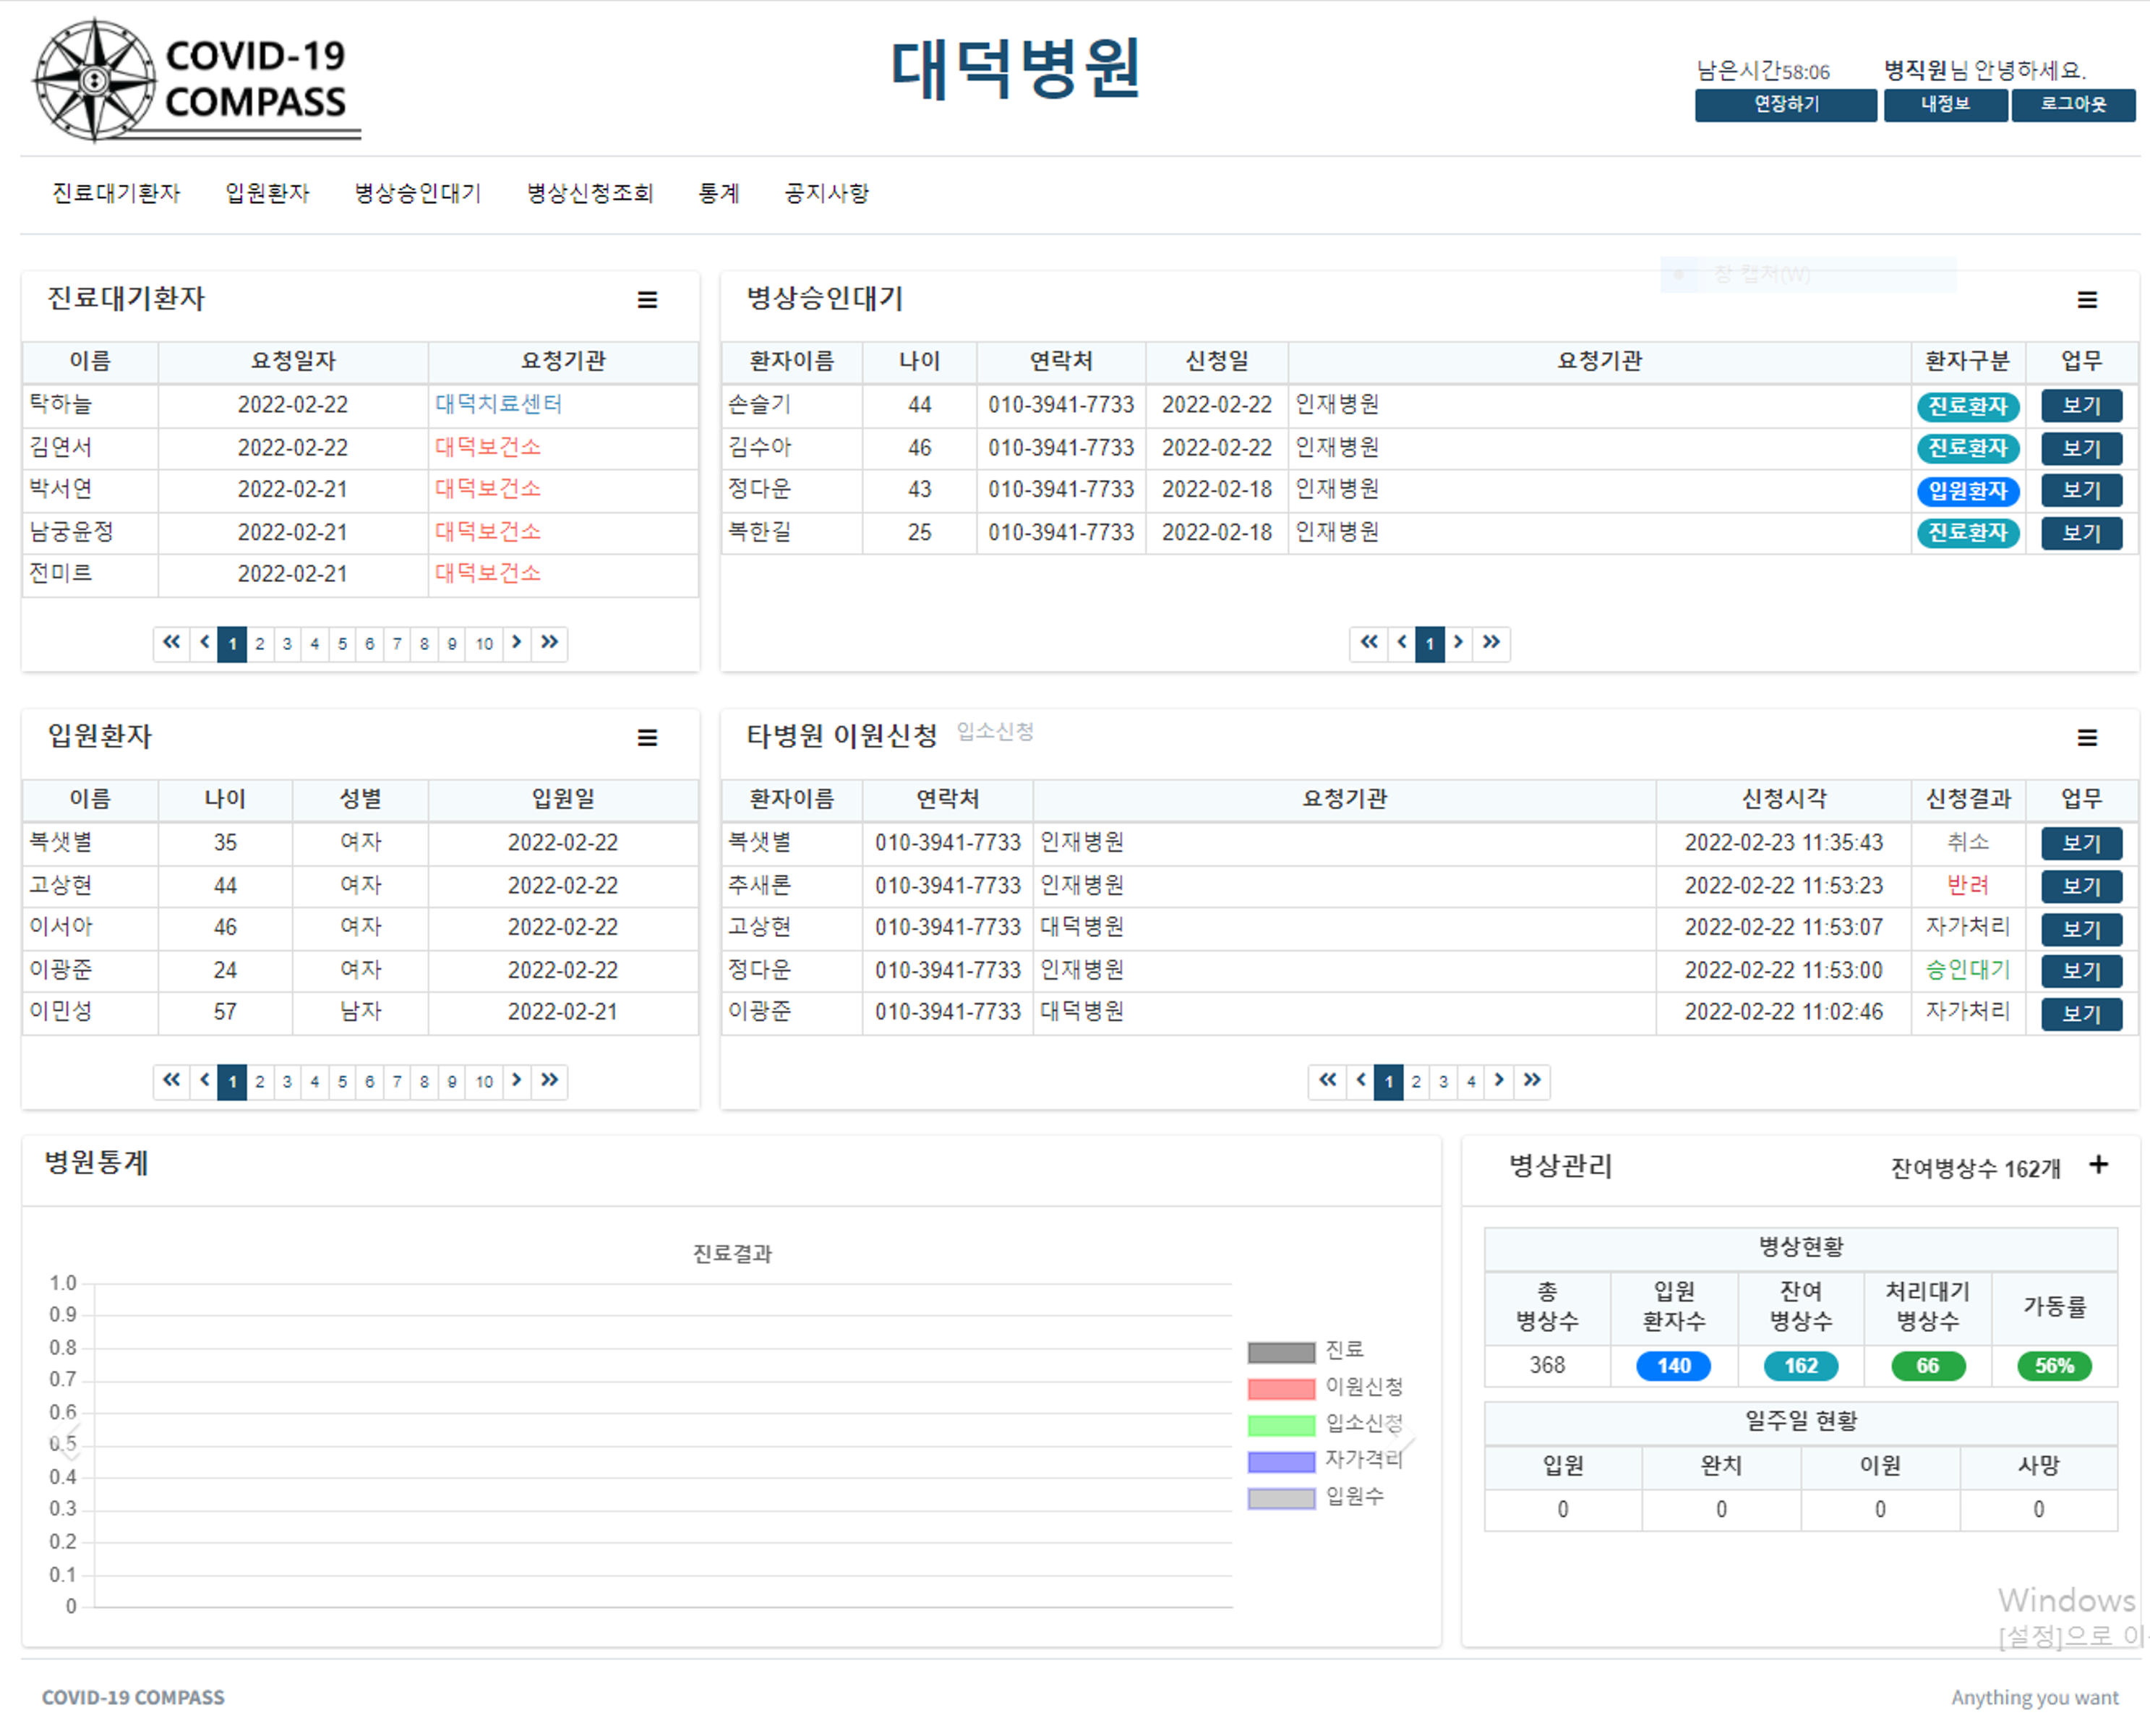 COVID-19
COMPASS
대덕병원
남은시간58:06
병직원님 안녕하세요.
연장하기 내정보 로그아웃
진료대기환자 입원환자 병상승인대기 병상신청조회 통계 공지사항
창 캡처(W)
진료대기환자
이름 요청일자 요청기관
탁하늘 2022-02-22 대덕치료센터
김연서 2022-02-22 대덕보건소
박서연 2022-02-21 대덕보건소
남궁윤정 2022-02-21 대덕보건소
전미르 2022-02-21 대덕보건소
« ‹ 1 2 3 4 5 6 7 8 9 10 › »
병상승인대기
환자이름 나이 연락처 신청일 요청기관 환자구분 업무
손슬기 44 010-3941-7733 2022-02-22 인재병원 진료환자 보기
김수아 46 010-3941-7733 2022-02-22 인재병원 진료환자 보기
정다운 43 010-3941-7733 2022-02-18 인재병원 입원환자 보기
복한길 25 010-3941-7733 2022-02-18 인재병원 진료환자 보기
« ‹ 1 › »
입원환자
이름 나이 성별 입원일
복샛별 35 여자 2022-02-22
고상현 44 여자 2022-02-22
이서아 46 여자 2022-02-22
이광준 24 여자 2022-02-22
이민성 57 남자 2022-02-21
« ‹ 1 2 3 4 5 6 7 8 9 10 › »
타병원 이원신청 입소신청
환자이름 연락처 요청기관 신청시각 신청결과 업무
복샛별 010-3941-7733 인재병원 2022-02-23 11:35:43 취소 보기
추새론 010-3941-7733 인재병원 2022-02-22 11:53:23 반려 보기
고상현 010-3941-7733 대덕병원 2022-02-22 11:53:07 자가처리 보기
정다운 010-3941-7733 인재병원 2022-02-22 11:53:00 승인대기 보기
이광준 010-3941-7733 대덕병원 2022-02-22 11:02:46 자가처리 보기
« ‹ 1 2 3 4 › »
병원통계
진료결과
1.0
0.9
0.8
0.7
0.6
0.5
0.4
0.3
0.2
0.1
0
진료
이원신청
입소신청
자가격리
입원수
병상관리 잔여병상수 162개 +
병상현황
총 병상수 입원 환자수 잔여 병상수 처리대기 병상수 가동률
368 140 162 66 56%
일주일 현황
입원 완치 이원 사망
0 0 0 0
Windows
[설정]으로
COVID-19 COMPASS
Anything you want